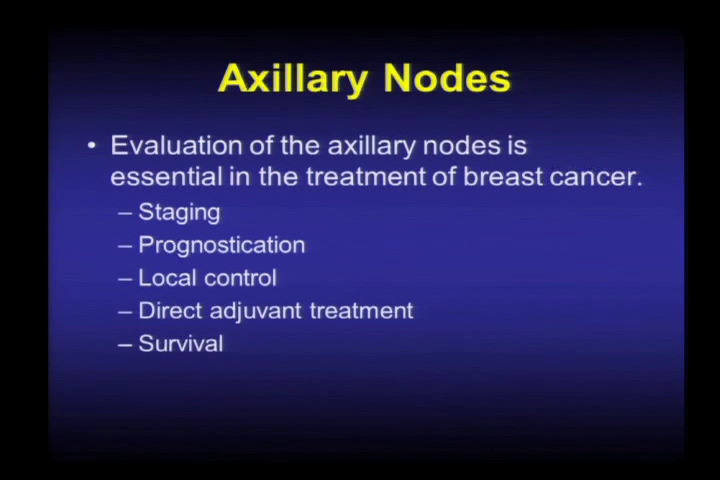 Axillary Nodes
• Evaluation of the axillary nodes is
essential in the treatment of breast cancer.
– Staging
– Prognostication
– Local control
– Direct adjuvant treatment
– Survival